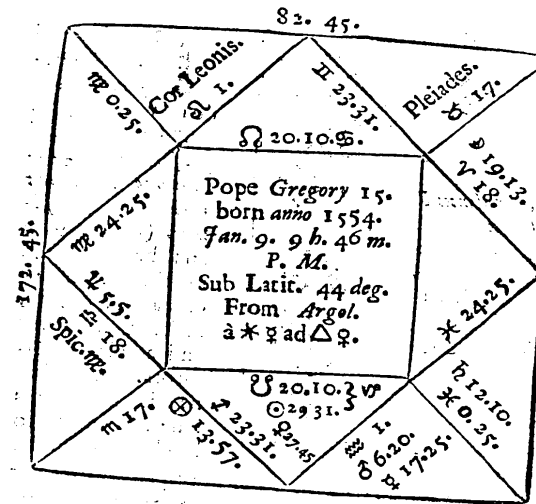 82. 45.
Cor Leonis.
♌ 1.
♍ 0.25.
♊ 23.31.
Pleiades.
♉ 17.
☊ 20.10.♋.
☽ 19.13.
♈ 18.
Pope Gregory 15.
born anno 1554.
Jan. 9. 9 h. 46 m.
P. M.
Sub Latit. 44 deg.
From Argol.
à ⚹ ☿ ad △ ♀.
♍ 24.25.
172. 45.
♃ 5.5.
♎ 18.
Spic. ♍.
♓ 24.25.
♄ 12.10.
♓ 0.25.
☋ 20.10.} ♑
☉ 29 31.
♀ 27.45
♏ 17.
⊕ 13.57.
♐ 23.31.
♒ 1.
♂ 6.20.
☿ 17.25.